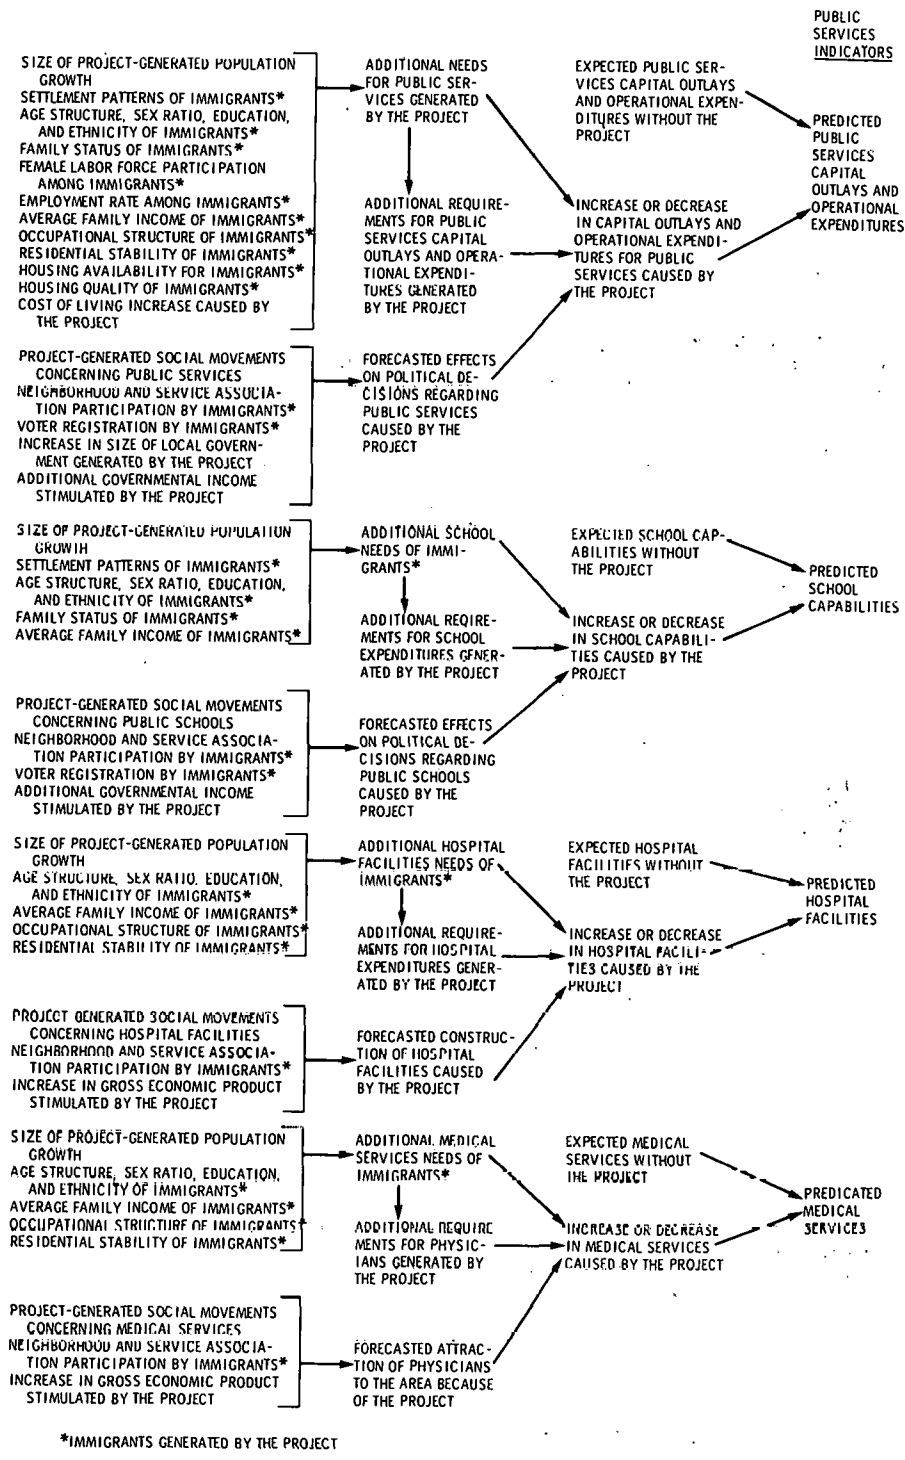 PUBLIC
SERVICES
INDICATORS
SIZE OF PROJECT-GENERATED POPULATION
GROWTH
SETTLEMENT PATTERNS OF IMMIGRANTS*
AGE STRUCTURE, SEX RATIO, EDUCATION,
AND ETHNICITY OF IMMIGRANTS*
FAMILY STATUS OF IMMIGRANTS*
FEMALE LABOR FORCE PARTICIPATION
AMONG IMMIGRANTS*
EMPLOYMENT RATE AMONG IMMIGRANTS*
AVERAGE FAMILY INCOME OF IMMIGRANTS*
OCCUPATIONAL STRUCTURE OF IMMIGRANTS*
RESIDENTIAL STABILITY OF IMMIGRANTS*
HOUSING AVAILABILITY FOR IMMIGRANTS*
HOUSING QUALITY OF IMMIGRANTS*
COST OF LIVING INCREASE CAUSED BY
THE PROJECT
ADDITIONAL NEEDS
FOR PUBLIC SER-
VICES GENERATED
BY THE PROJECT
ADDITIONAL REQUIRE-
MENTS FOR PUBLIC
SERVICES CAPITAL
OUTLAYS AND OPERA-
TIONAL EXPENDI-
TURES GENERATED
BY THE PROJECT
EXPECTED PUBLIC SER-
VICES CAPITAL OUTLAYS
AND OPERATIONAL EXPEN-
DITURES WITHOUT THE
PROJECT
INCREASE OR DECREASE
IN CAPITAL OUTLAYS AND
OPERATIONAL EXPENDI-
TURES FOR PUBLIC
SERVICES CAUSED BY
THE PROJECT
PREDICTED
PUBLIC
SERVICES
CAPITAL
OUTLAYS AND
OPERATIONAL
EXPENDITURES
PROJECT-GENERATED SOCIAL MOVEMENTS
CONCERNING PUBLIC SERVICES
NEIGHBORHOOD AND SERVICE ASSOCIA-
TION PARTICIPATION BY IMMIGRANTS*
VOTER REGISTRATION BY IMMIGRANTS*
INCREASE IN SIZE OF LOCAL GOVERN-
MENT GENERATED BY THE PROJECT
ADDITIONAL GOVERNMENTAL INCOME
STIMULATED BY THE PROJECT
FORECASTED EFFECTS
ON POLITICAL DE-
CISIONS REGARDING
PUBLIC SERVICES
CAUSED BY THE
PROJECT
SIZE OF PROJECT-GENERATED POPULATION
GROWTH
SETTLEMENT PATTERNS OF IMMIGRANTS*
AGE STRUCTURE, SEX RATIO, EDUCATION,
AND ETHNICITY OF IMMIGRANTS*
FAMILY STATUS OF IMMIGRANTS*
AVERAGE FAMILY INCOME OF IMMIGRANTS*
ADDITIONAL SCHOOL
NEEDS OF IMMI-
GRANTS*
ADDITIONAL REQIRE-
MENTS FOR SCHOOL
EXPENDITURES GENER-
ATED BY THE PROJECT
EXPECTED SCHOOL CAP-
ABILITIES WITHOUT
THE PROJECT
INCREASE OR DECREASE
IN SCHOOL CAPABILI-
TIES CAUSED BY THE
PROJECT
PREDICTED
SCHOOL
CAPABILITIES
PROJECT-GENERATED SOCIAL MOVEMENTS
CONCERNING PUBLIC SCHOOLS
NEIGHBORHOOD AND SERVICE ASSOCIA-
TION PARTICIPATION BY IMMIGRANTS*
VOTER REGISTRATION BY IMMIGRANTS*
ADDITIONAL GOVERNMENTAL INCOME
STIMULATED BY THE PROJECT
FORECASTED EFFECTS
ON POLITICAL DE-
CISIONS REGARDING
PUBLIC SCHOOLS
CAUSED BY THE
PROJECT
SIZE OF PROJECT-GENERATED POPULATION
GROWTH
AGE STRUCTURE, SEX RATIO, EDUCATION,
AND ETHNICITY OF IMMIGRANTS*
AVERAGE FAMILY INCOME OF IMMIGRANTS*
OCCUPATIONAL STRUCTURE OF IMMIGRANTS*
RESIDENTIAL STABILITY OF IMMIGRANTS*
ADDITIONAL HOSPITAL
FACILITIES NEEDS OF
IMMIGRANTS*
ADDITIONAL REQUIRE-
MENTS FOR HOSPITAL
EXPENDITURES GENER-
ATED BY THE PROJECT
EXPECTED HOSPITAL
FACILITIES WITHOUT
THE PROJECT
INCREASE OR DECREASE
IN HOSPITAL FACILI-
TIES CAUSED BY THE
PROJECT
PREDICTED
HOSPITAL
FACILITIES
PROJECT GENERATED SOCIAL MOVEMENTS
CONCERNING HOSPITAL FACILITIES
NEIGHBORHOOD AND SERVICE ASSOCIA-
TION PARTICIPATION BY IMMIGRANTS*
INCREASE IN GROSS ECONOMIC PRODUCT
STIMULATED BY THE PROJECT
FORECASTED CONSTRUC-
TION OF HOSPITAL
FACILITIES CAUSED
BY THE PROJECT
SIZE OF PROJECT-GENERATED POPULATION
GROWTH
AGE STRUCTURE, SEX RATIO, EDUCATION,
AND ETHNICITY OF IMMIGRANTS*
AVERAGE FAMILY INCOME OF IMMIGRANTS*
OCCUPATIONAL STRUCTURE OF IMMIGRANTS*
RESIDENTIAL STABILITY OF IMMIGRANTS*
ADDITIONAL MEDICAL
SERVICES NEEDS OF
IMMIGRANTS*
ADDITIONAL REQUIRE
MENTS FOR PHYSIC-
IANS GENERATED BY
THE PROJECT
EXPECTED MEDICAL
SERVICES WITHOUT
THE PROJECT
INCREASE OR DECREASE
IN MEDICAL SERVICES
CAUSED BY THE PROJECT
PREDICATED
MEDICAL
SERVICES
PROJECT-GENERATED SOCIAL MOVEMENTS
CONCERNING MEDICAL SERVICES
NEIGHBORHOOD AND SERVICE ASSOCIA-
TION PARTICIPATION BY IMMIGRANTS*
INCREASE IN GROSS ECONOMIC PRODUCT
STIMULATED BY THE PROJECT
FORECASTED ATTRAC-
TION OF PHYSICIANS
TO THE AREA BECAUSE
OF THE PROJECT
*IMMIGRANTS GENERATED BY THE PROJECT